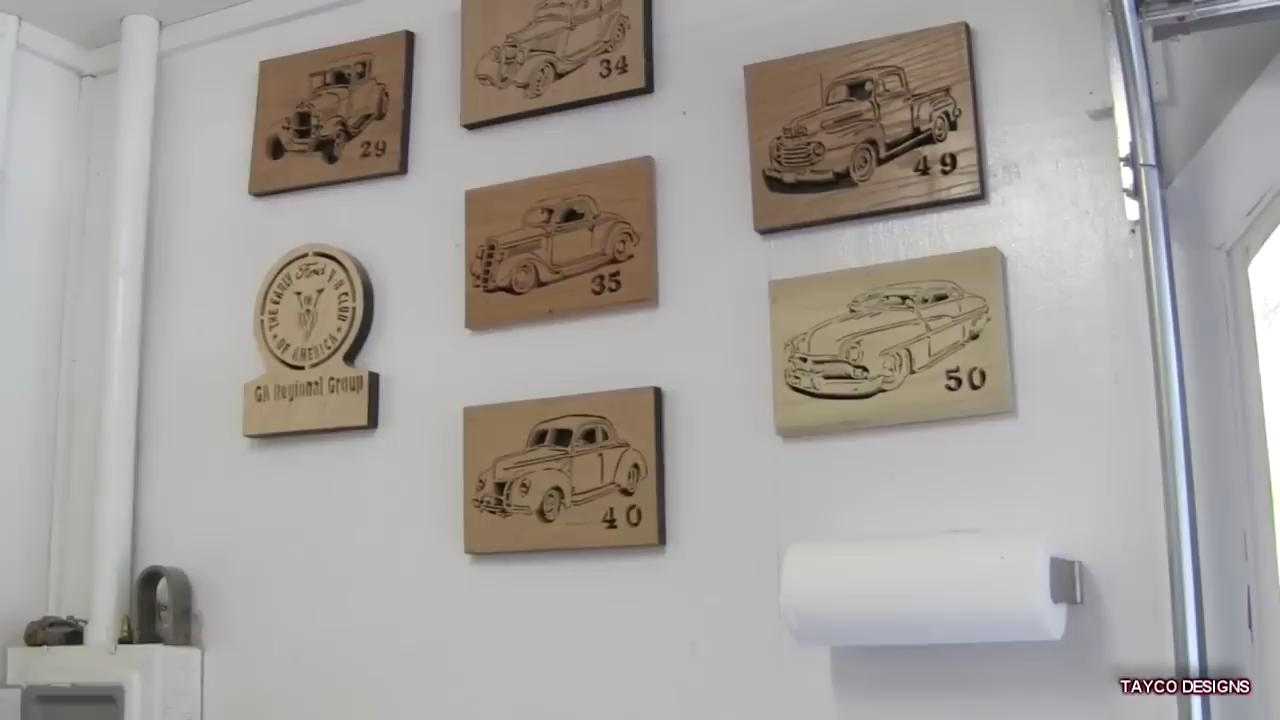 34
29
49
35
Ford
THE EARLY V-8 CLUB
OF AMERICA
GA Regional Group
50
40
TAYCO DESIGNS